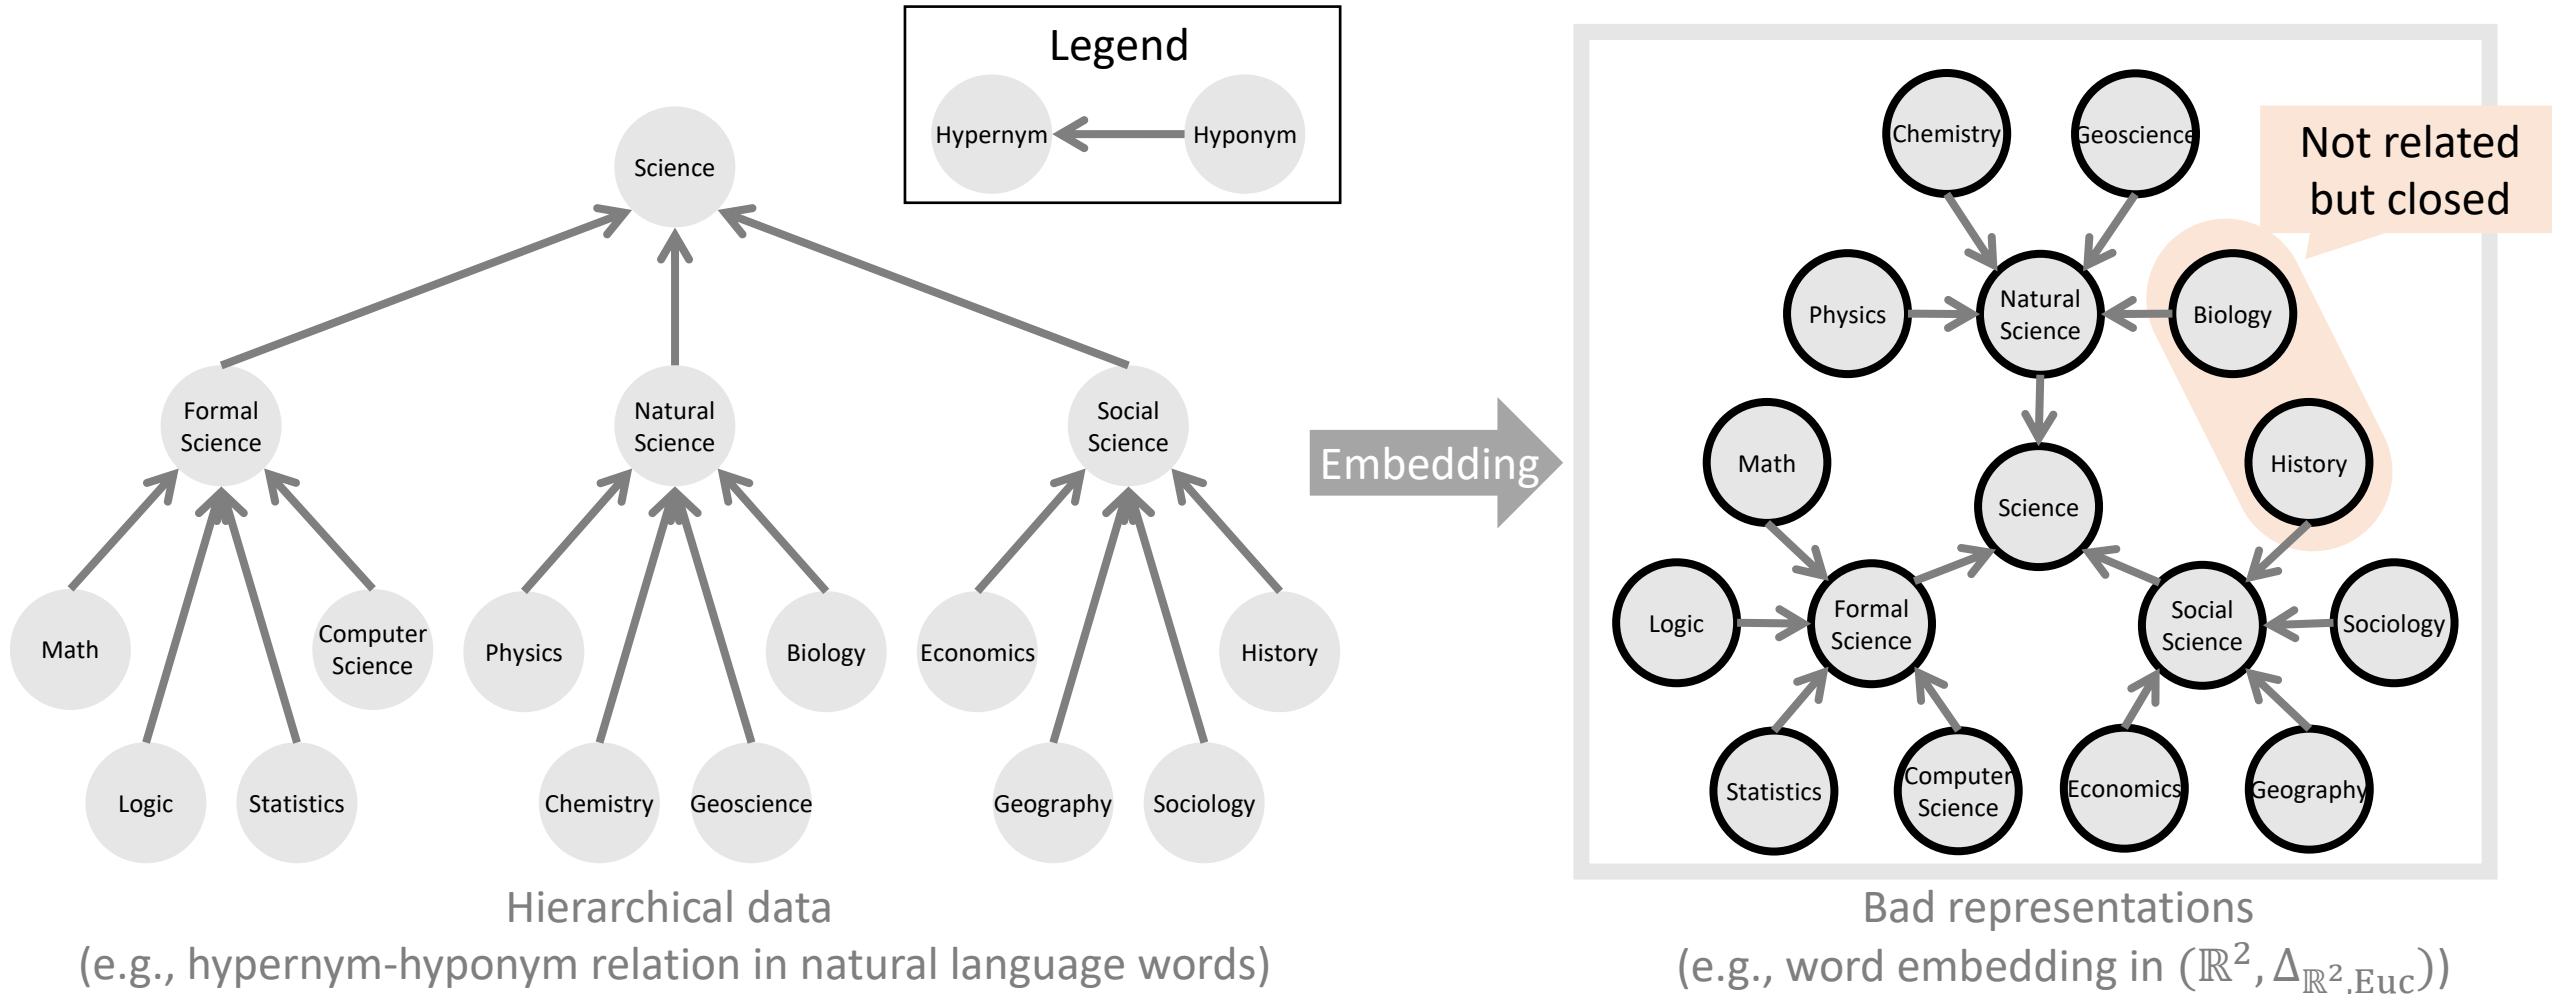 Legend
Hypernym
Hyponym
Science
Formal
Science
Natural
Science
Social
Science
Math
Computer
Science
Physics
Biology
Economics
History
Logic
Statistics
Chemistry
Geoscience
Geography
Sociology
Hierarchical data
(e.g., hypernym-hyponym relation in natural language words)
Embedding
Chemistry
Geoscience
Not related
but closed
Physics
Natural
Science
Biology
Math
History
Science
Logic
Formal
Science
Social
Science
Sociology
Statistics
Computer
Science
Economics
Geography
Bad representations
(e.g., word embedding in (ℝ², Δ_{ℝ²,Euc}))